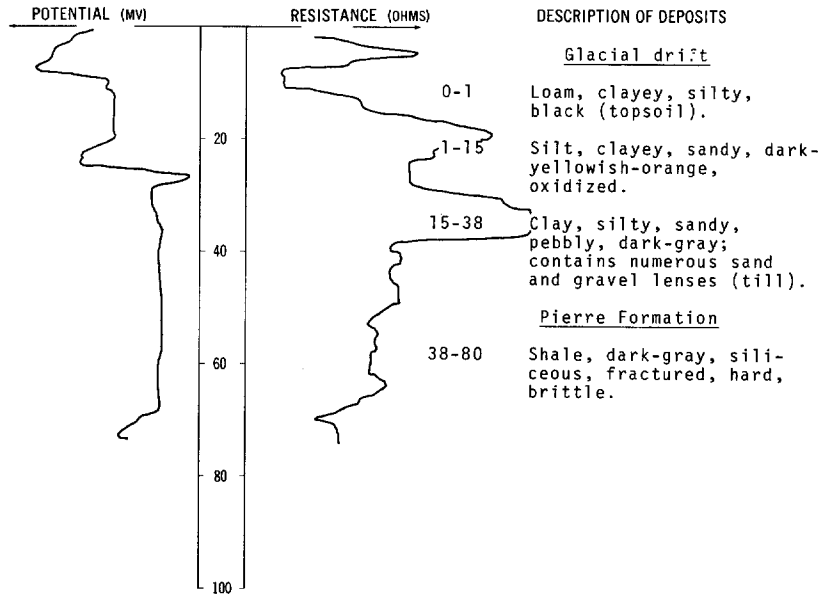 POTENTIAL (MV)
RESISTANCE (OHMS)
DESCRIPTION OF DEPOSITS
Glacial drift
0-1
Loam, clayey, silty,
black (topsoil).
20
1-15
Silt, clayey, sandy, dark-
yellowish-orange,
oxidized.
15-38
Clay, silty, sandy,
pebbly, dark-gray;
contains numerous sand
and gravel lenses (till).
40
Pierre Formation
60
38-80
Shale, dark-gray, sili-
ceous, fractured, hard,
brittle.
80
100